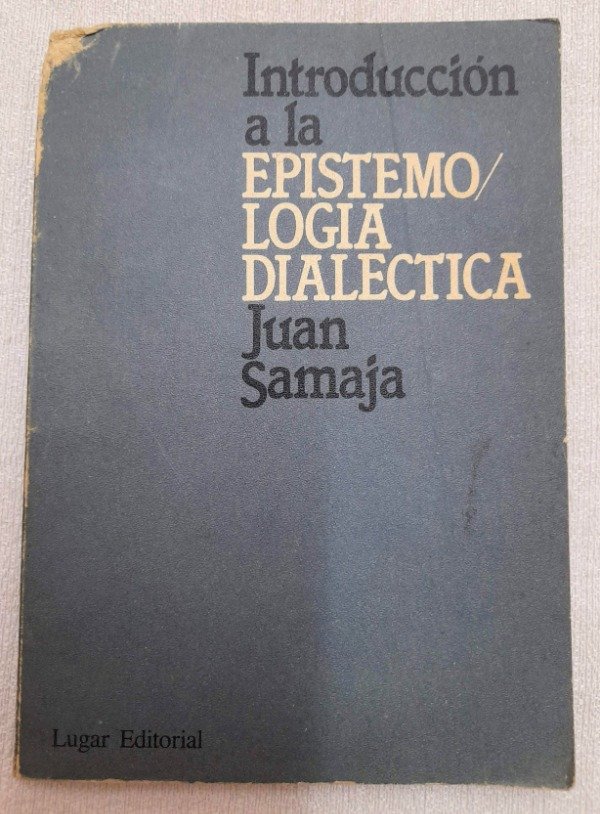 Introducción
a la
EPISTEMO/
LOGIA
DIALECTICA
Juan
Samaja
Lugar Editorial